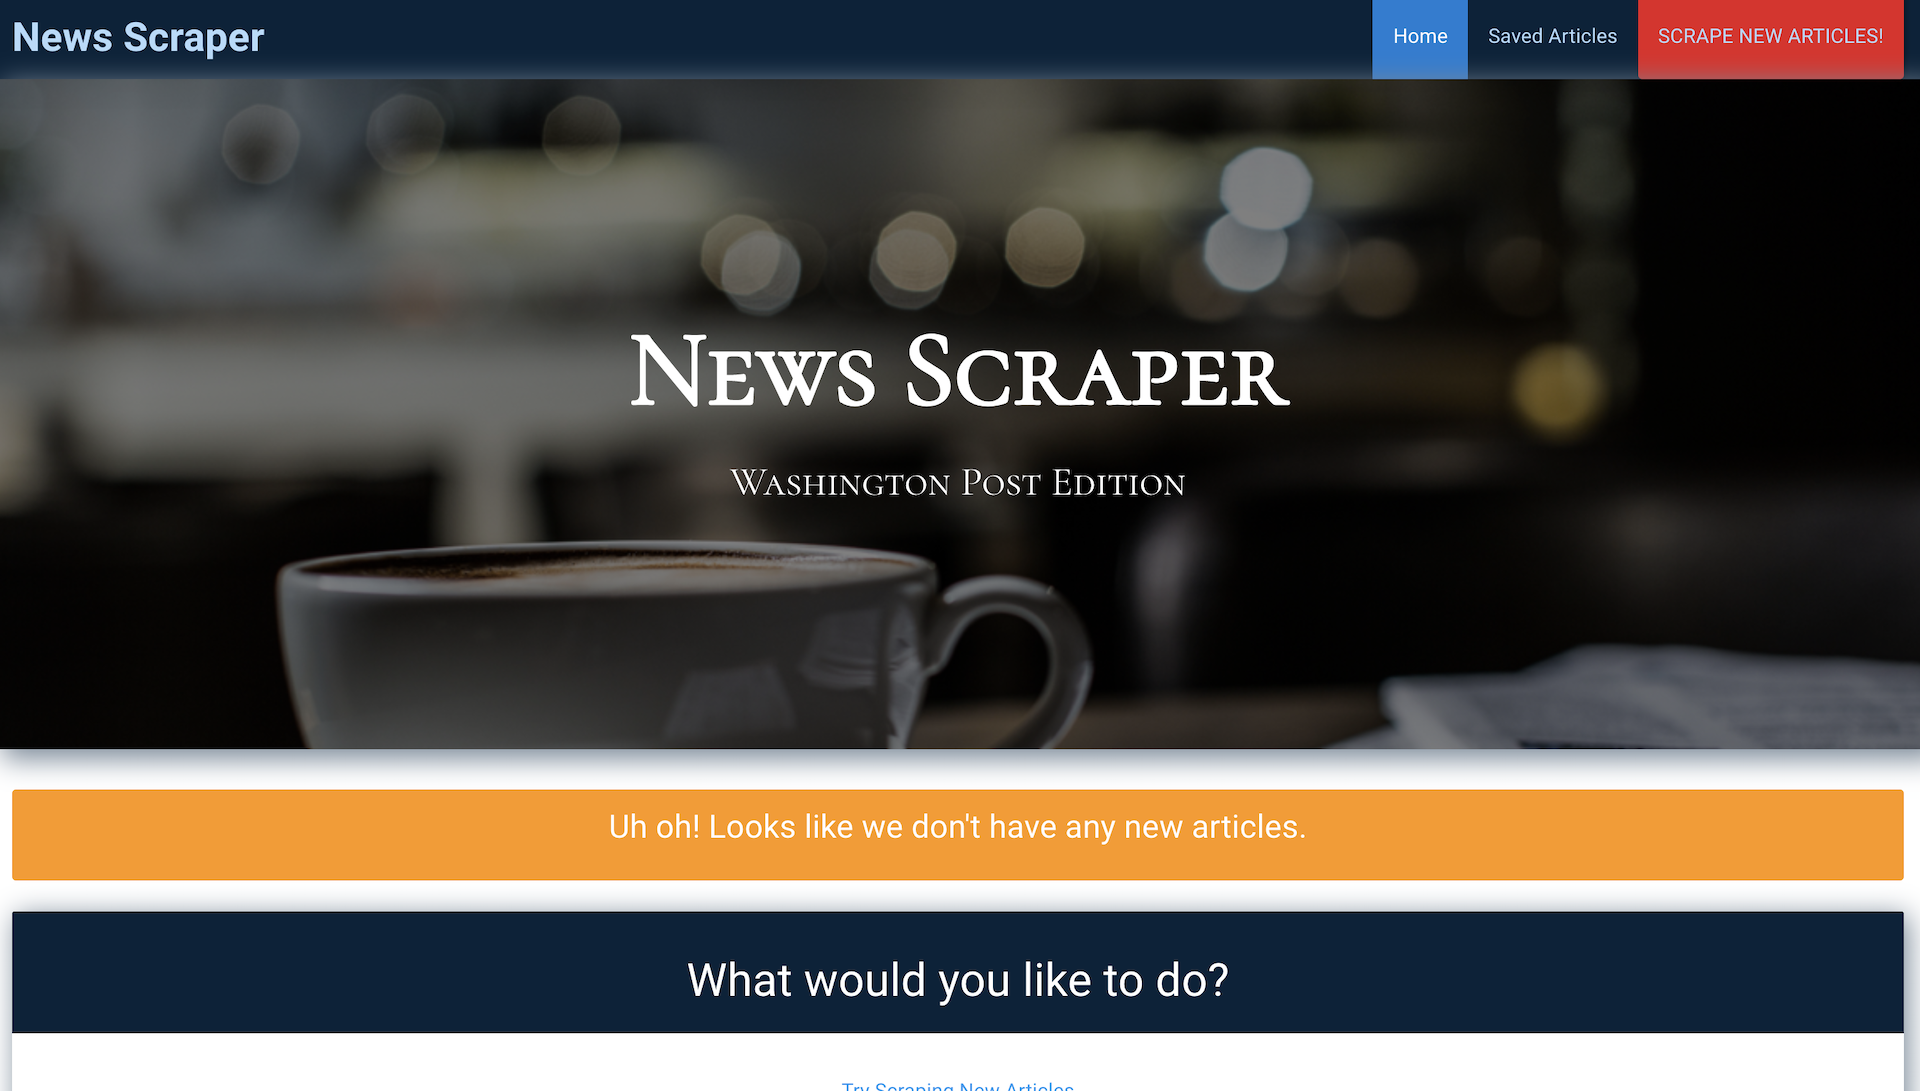 News Scraper
Home
Saved Articles
SCRAPE NEW ARTICLES!
News Scraper
Washington Post Edition
Uh oh! Looks like we don't have any new articles.
What would you like to do?
Try Scraping New Articles